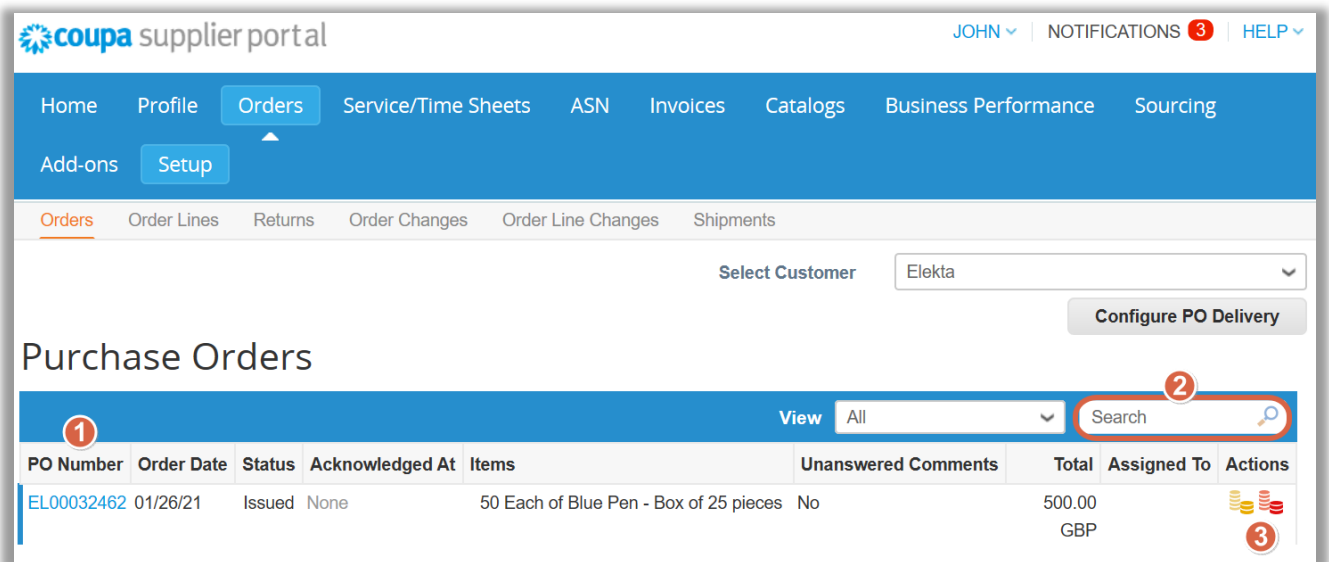 coupa supplier portal JOHN NOTIFICATIONS 3 HELP
Home Profile Orders Service/Time Sheets ASN Invoices Catalogs Business Performance Sourcing
Add-ons Setup
Orders Order Lines Returns Order Changes Order Line Changes Shipments
Select Customer Elekta
Configure PO Delivery
Purchase Orders
2
View All Search
1
PO Number Order Date Status Acknowledged At Items Unanswered Comments Total Assigned To Actions
EL00032462 01/26/21 Issued None 50 Each of Blue Pen - Box of 25 pieces No 500.00
GBP
3